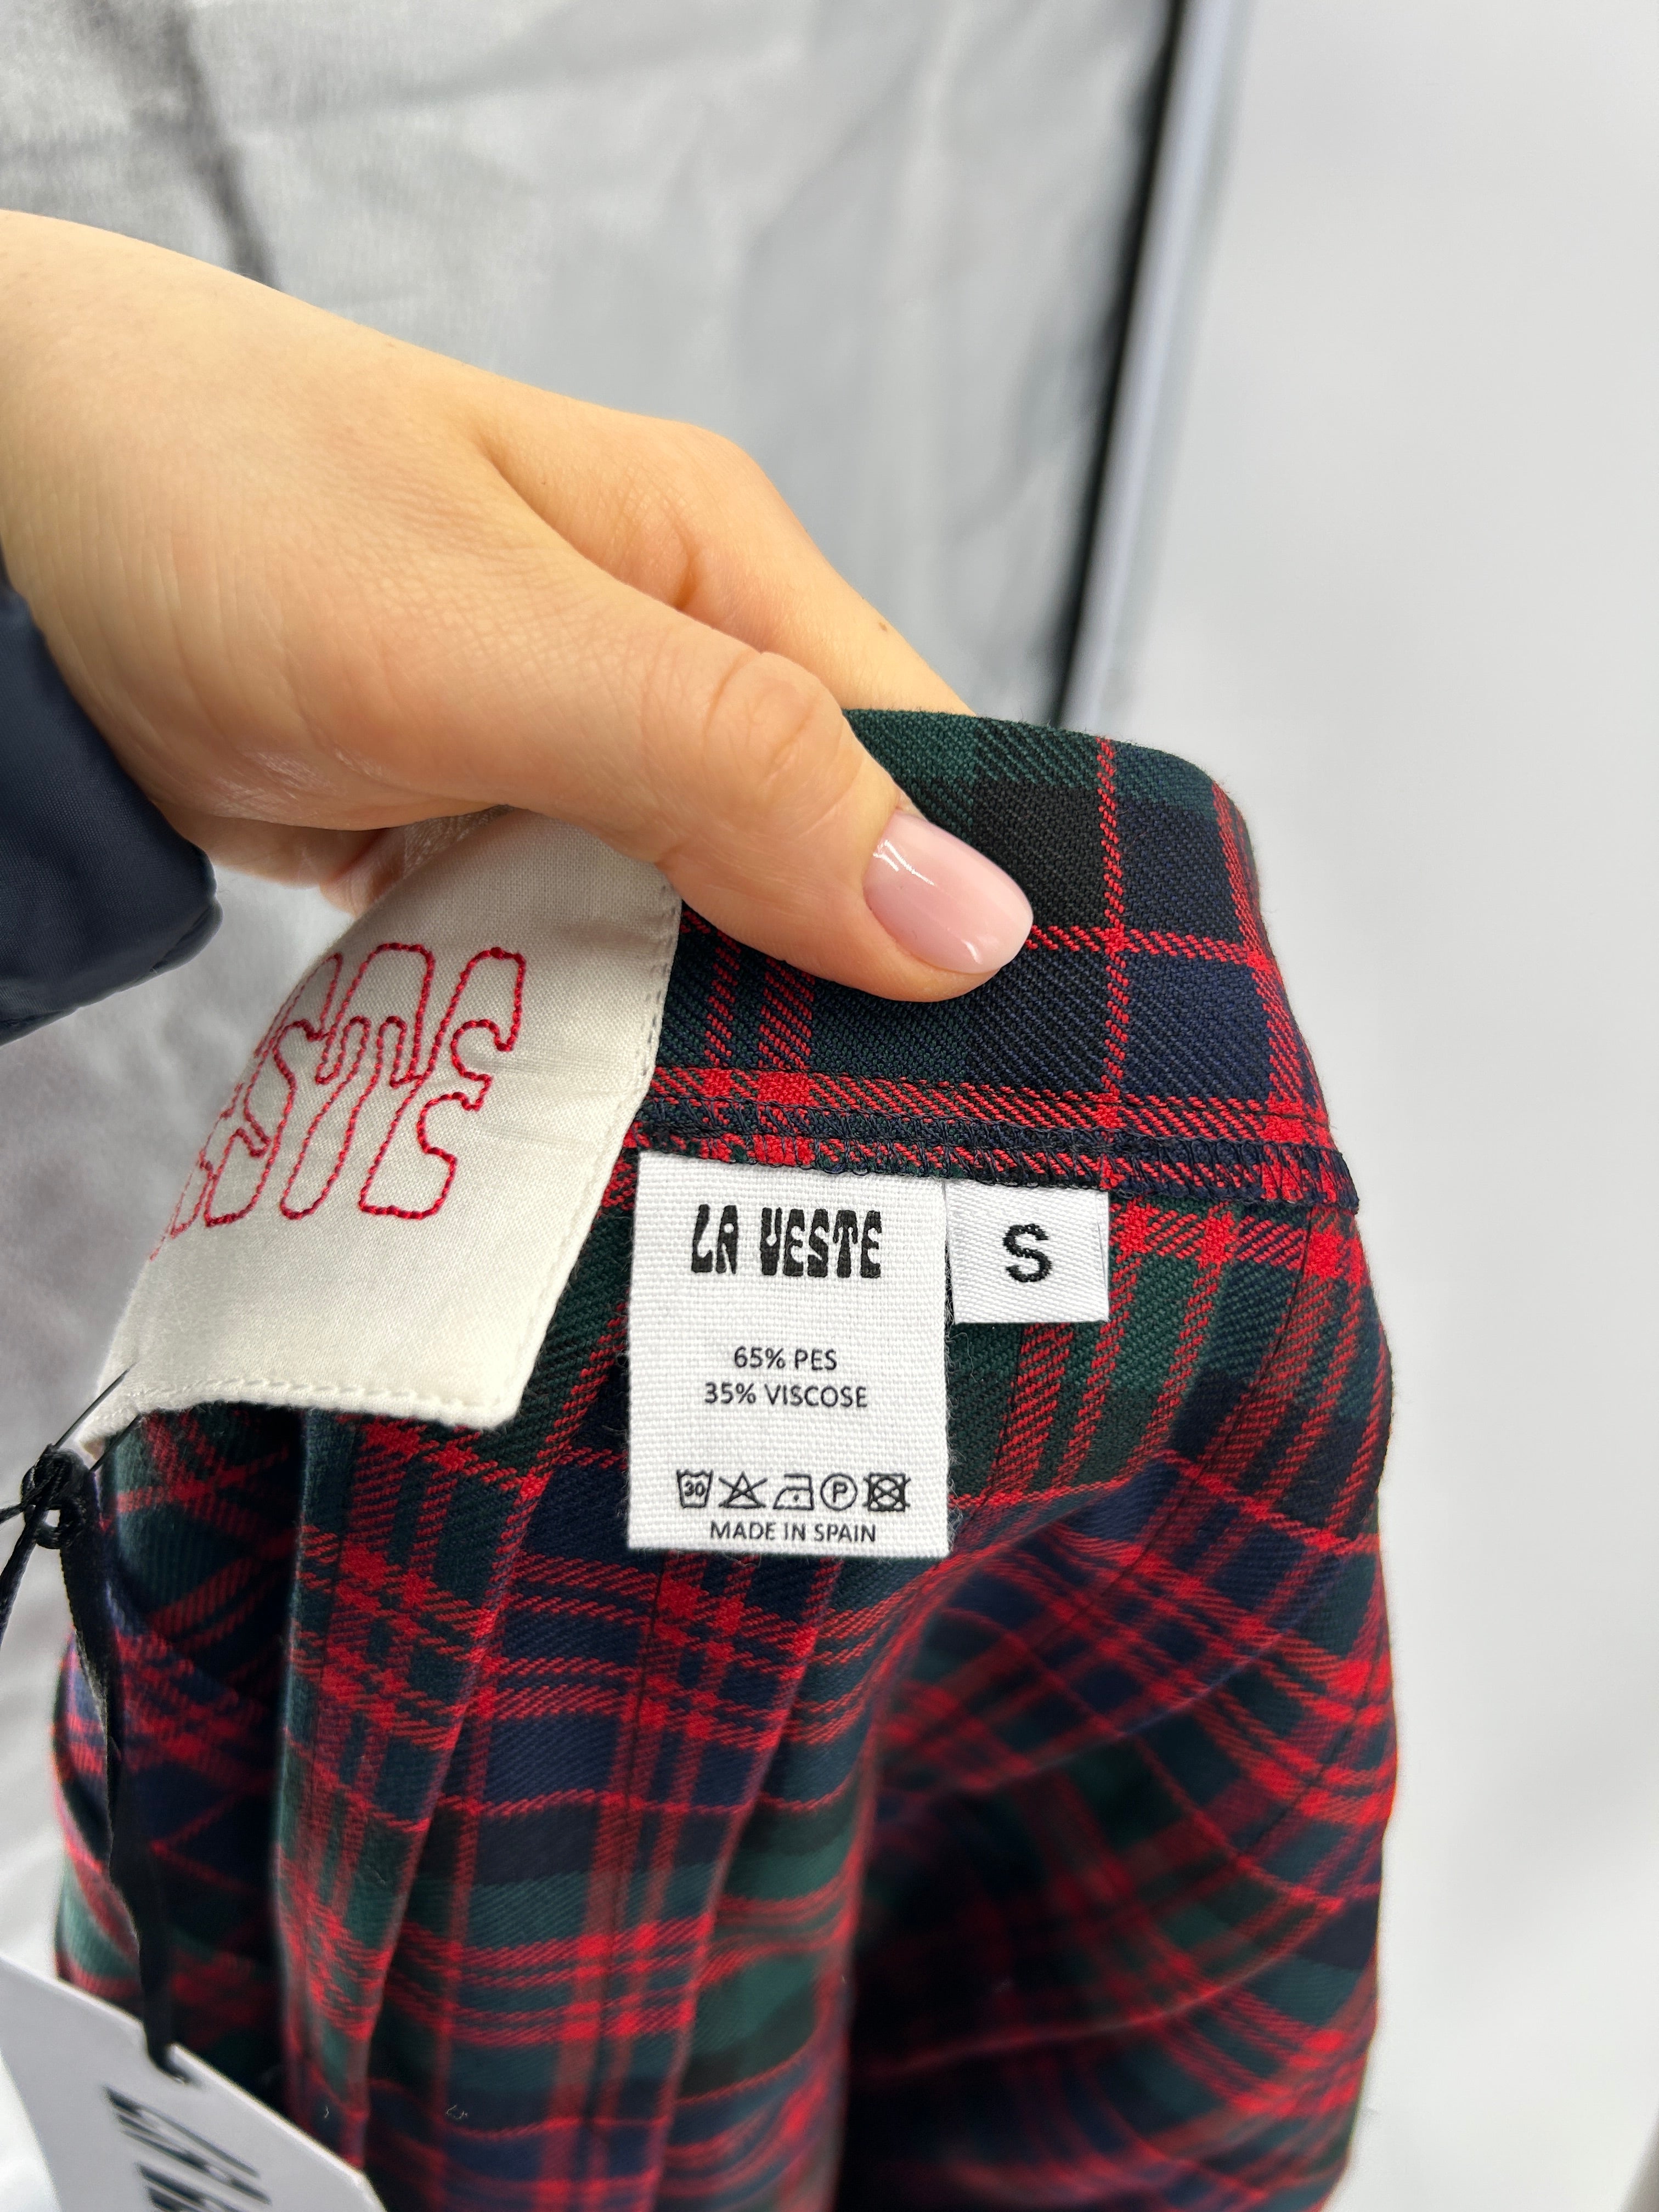 LA VESTE
S
65% PES
35% VISCOSE
30
P
MADE IN SPAIN